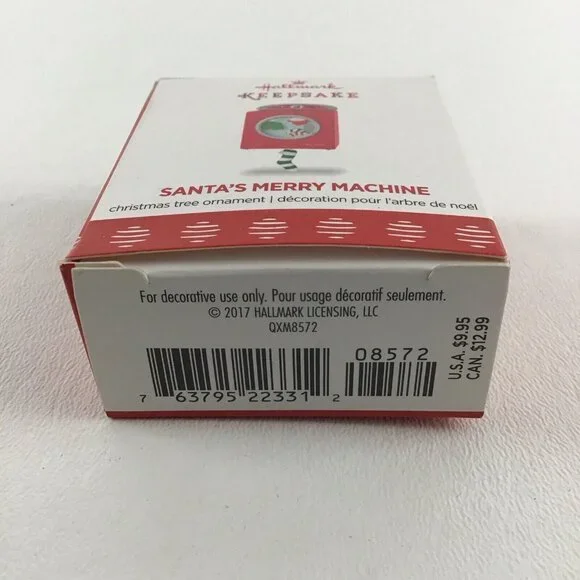 Hallmark
KEEPSAKE
SANTA'S MERRY MACHINE
christmas tree ornament | décoration pour l'arbre de noël
For decorative use only. Pour usage décoratif seulement.
© 2017 HALLMARK LICENSING, LLC
QXM8572
08572
7 63795 22331 2
U.S.A. $9.95
CAN. $12.99